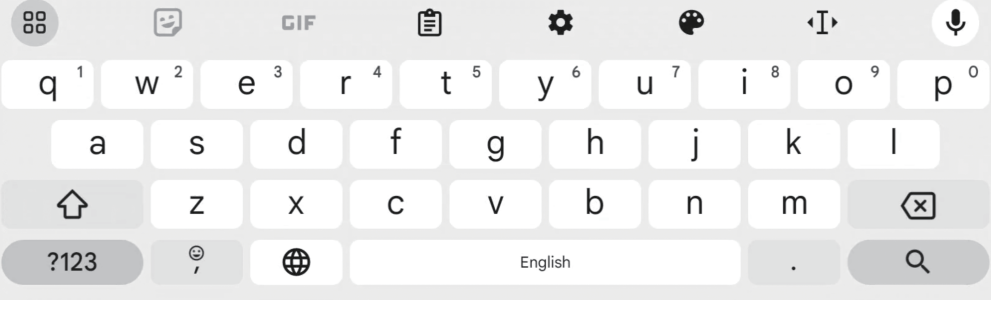 GIF
q 1 w 2 e 3 r 4 t 5 y 6 u 7 i 8 o 9 p 0
a s d f g h j k l
z x c v b n m
?123 , English .